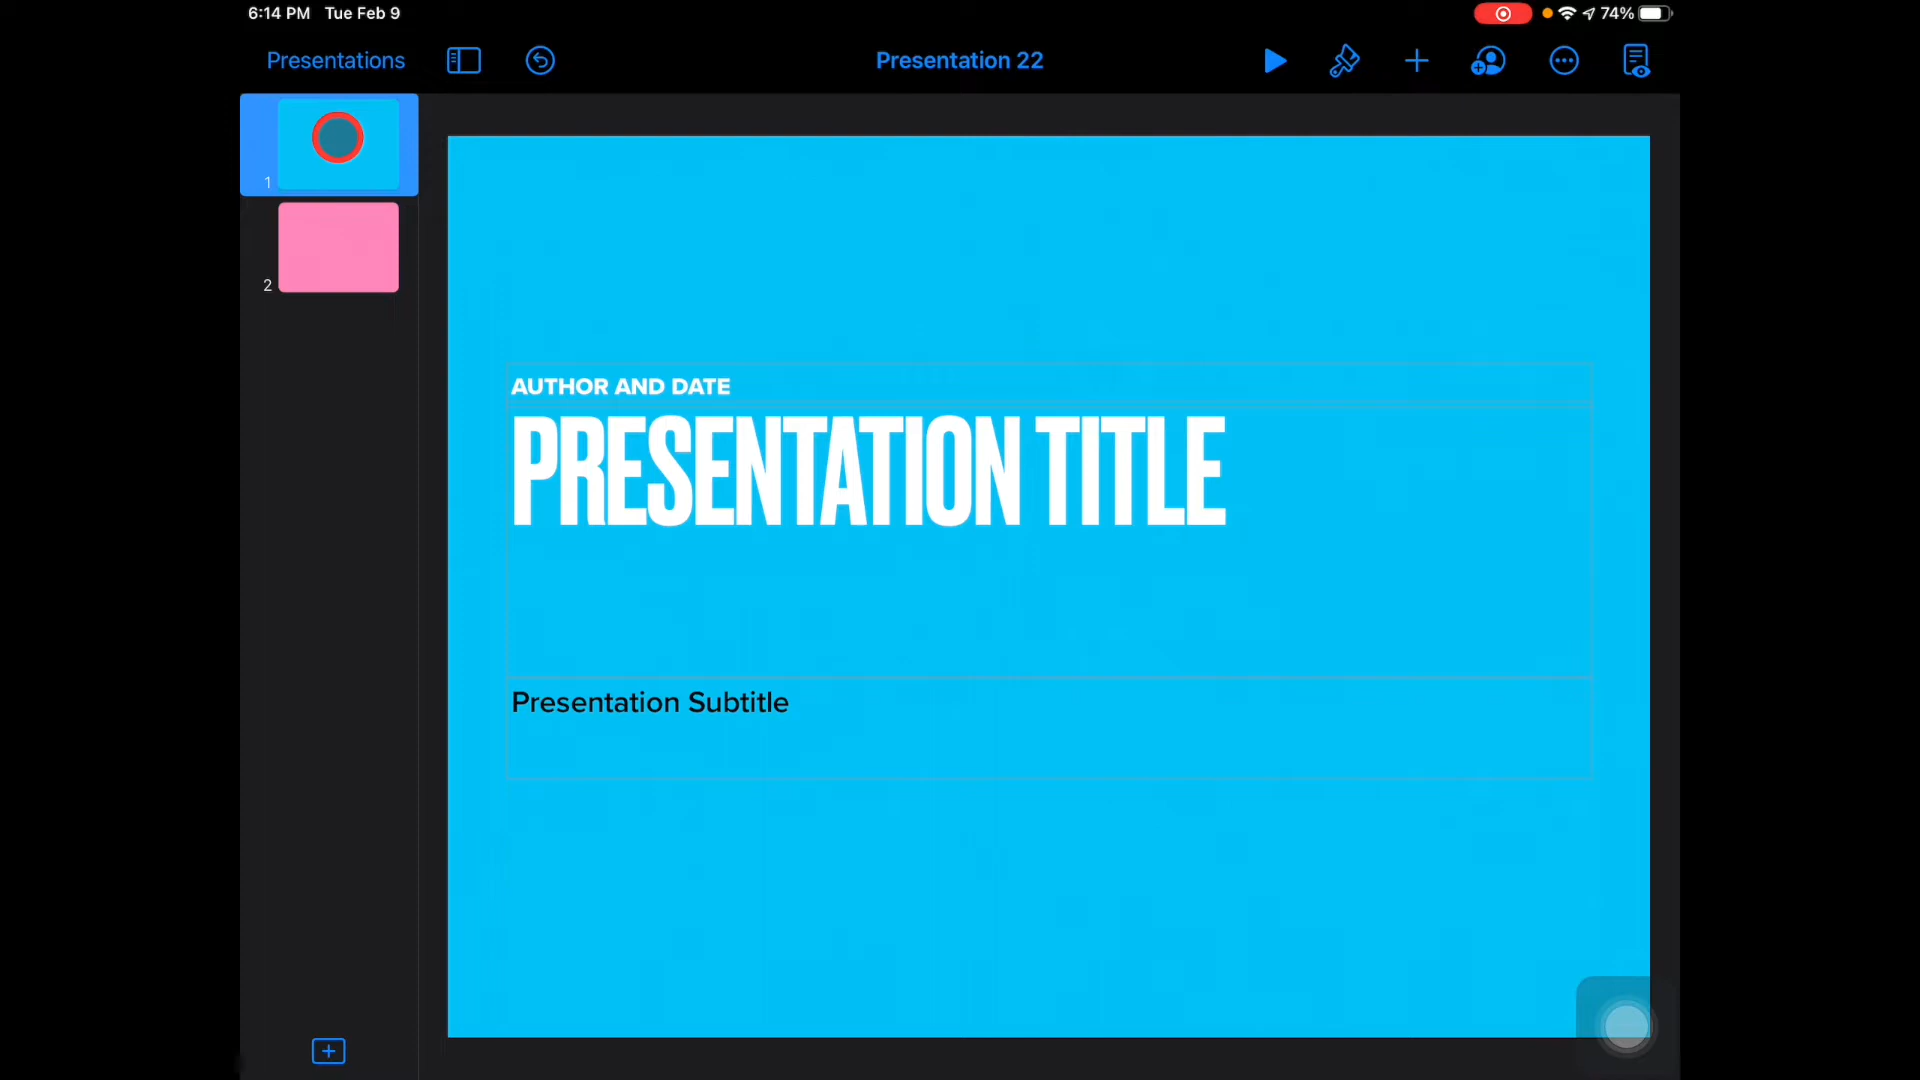 6:14 PM Tue Feb 9
74%
Presentations
Presentation 22
1
2
AUTHOR AND DATE
PRESENTATION TITLE
Presentation Subtitle